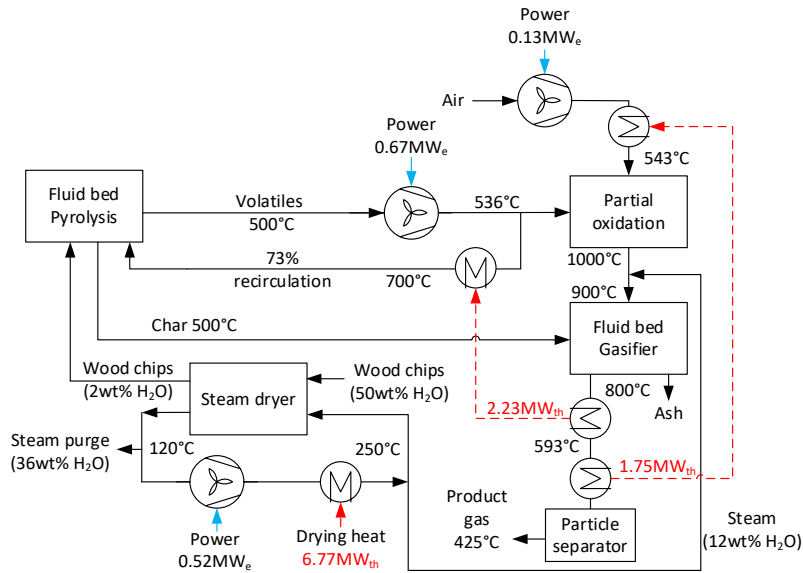 Power
0.13MWₑ
Air
543°C
Power
0.67MWₑ
Fluid bed
Pyrolysis
Volatiles
500°C
536°C
Partial
oxidation
73%
recirculation
700°C
1000°C
900°C
Char 500°C
Fluid bed
Gasifier
Wood chips
(2wt% H₂O)
Steam dryer
Wood chips
(50wt% H₂O)
800°C
Ash
2.23MWₜₕ
Steam purge
(36wt% H₂O)
120°C
250°C
593°C
1.75MWₜₕ
Power
0.52MWₑ
Drying heat
6.77MWₜₕ
Product
gas
425°C
Particle
separator
Steam
(12wt% H₂O)